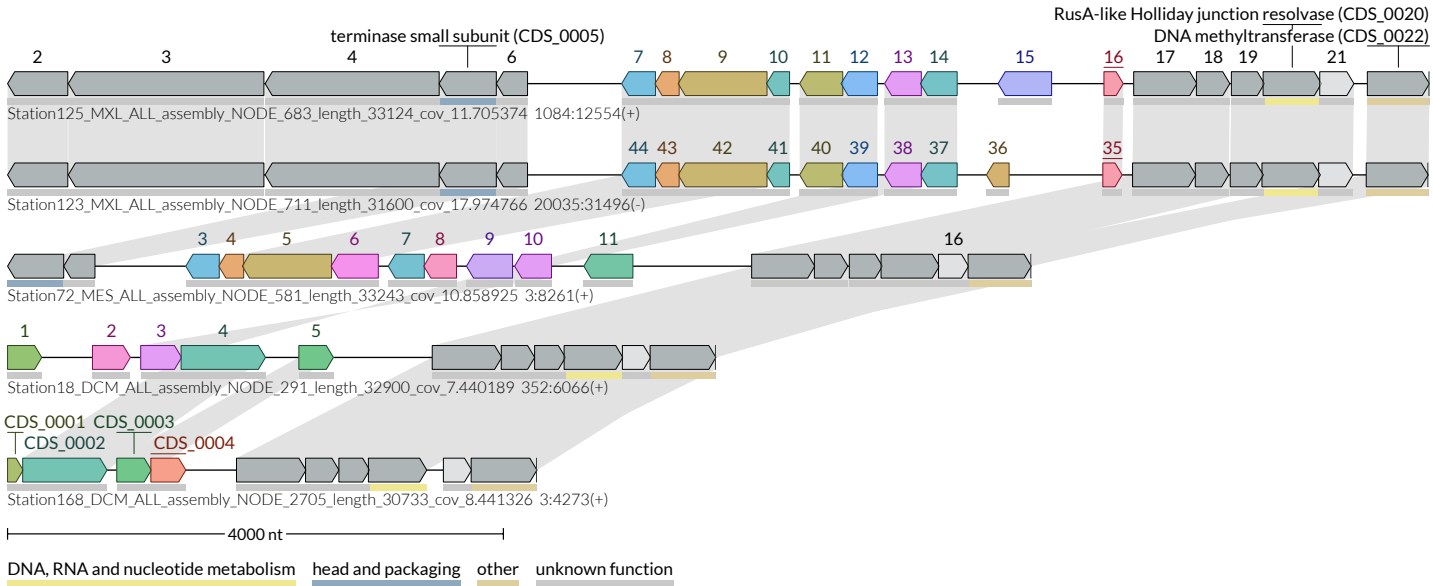 RusA-like Holliday junction resolvase (CDS_0020)
terminase small subunit (CDS_0005)
DNA methyltransferase (CDS_0022)
2 3 4 6 7 8 9 10 11 12 13 14 15 16 17 18 19 21
Station125_MXL_ALL_assembly_NODE_683_length_33124_cov_11.705374 1084:12554(+)
44 43 42 41 40 39 38 37 36 35
Station123_MXL_ALL_assembly_NODE_711_length_31600_cov_17.974766 20035:31496(-)
3 4 5 6 7 8 9 10 11 16
Station72_MES_ALL_assembly_NODE_581_length_33243_cov_10.858925 3:8261(+)
1 2 3 4 5
Station18_DCM_ALL_assembly_NODE_291_length_32900_cov_7.440189 352:6066(+)
CDS_0001 CDS_0003
CDS_0002 CDS_0004
Station168_DCM_ALL_assembly_NODE_2705_length_30733_cov_8.441326 3:4273(+)
4000 nt
DNA, RNA and nucleotide metabolism head and packaging other unknown function